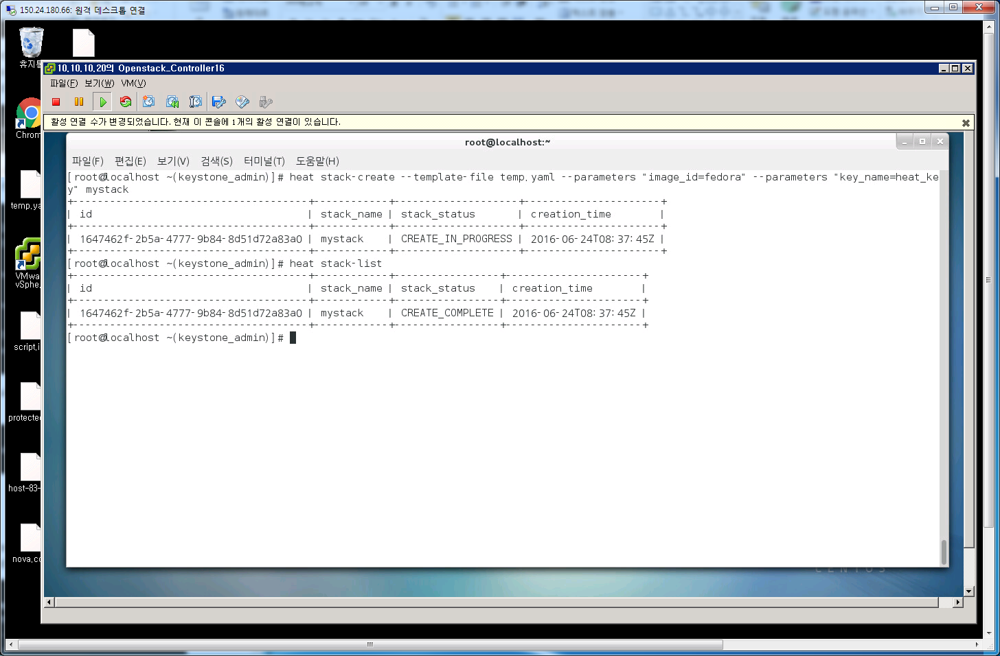 150.24.180.66: 원격 데스크톱 연결
10.10.10.20의 Openstack_Controller16
파일(F) 보기(W) VM(V)
활성 연결 수가 변경되었습니다. 현재 이 콘솔에 1개의 활성 연결이 있습니다.
root@localhost:~
파일(F) 편집(E) 보기(V) 검색(S) 터미널(T) 도움말(H)
[root@localhost ~(keystone_admin)]# heat stack-create --template-file temp.yaml --parameters "image_id=fedora" --parameters "key_name=heat_ke
y" mystack
+--------------------------------------+------------+--------------------+----------------------+
| id | stack_name | stack_status | creation_time |
+--------------------------------------+------------+--------------------+----------------------+
| 1647462f-2b5a-4777-9b84-8d51d72a83a0 | mystack | CREATE_IN_PROGRESS | 2016-06-24T08:37:45Z |
+--------------------------------------+------------+--------------------+----------------------+
[root@localhost ~(keystone_admin)]# heat stack-list
+--------------------------------------+------------+-----------------+----------------------+
| id | stack_name | stack_status | creation_time |
+--------------------------------------+------------+-----------------+----------------------+
| 1647462f-2b5a-4777-9b84-8d51d72a83a0 | mystack | CREATE_COMPLETE | 2016-06-24T08:37:45Z |
+--------------------------------------+------------+-----------------+----------------------+
[root@localhost ~(keystone_admin)]#
휴지통
Chrom
temp.ya
VMwa
vSphe.
script.i
protecte
host-83-
nova.co
CENTOS